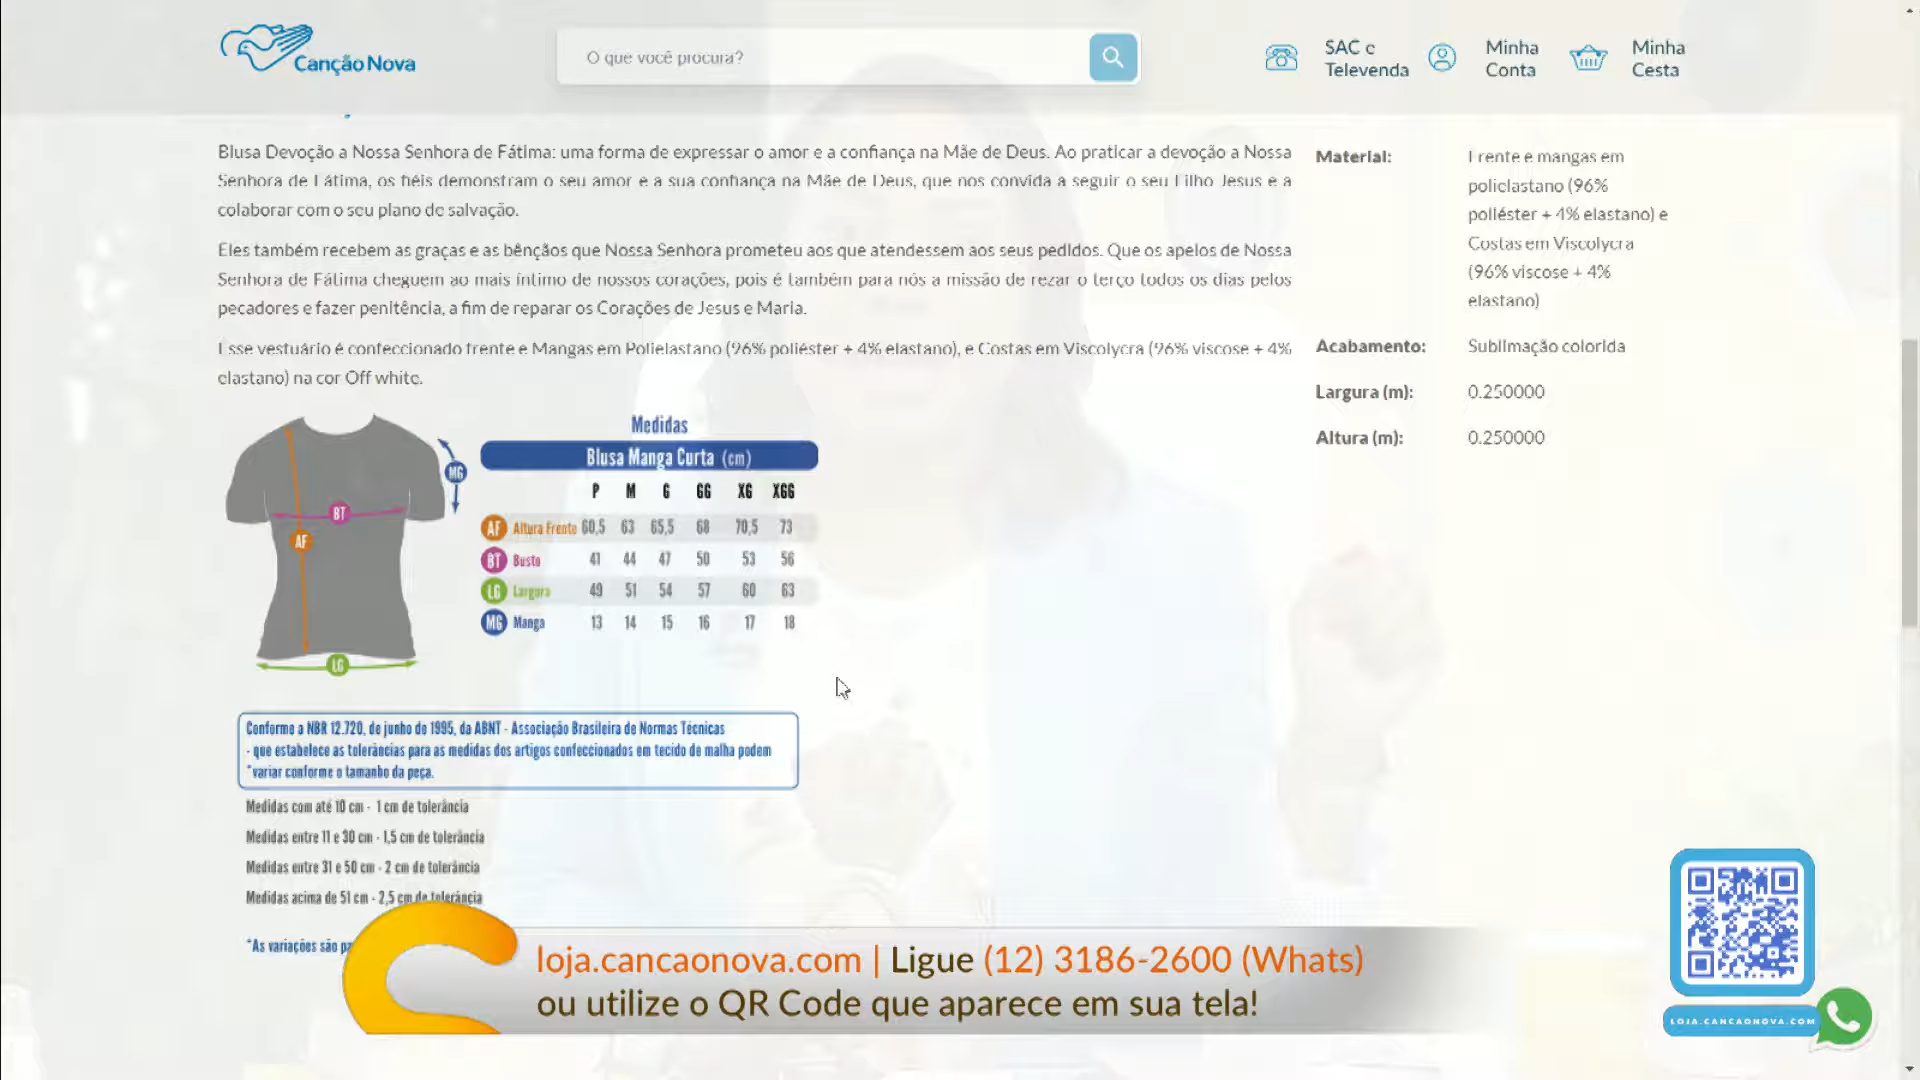 Canção Nova
O que você procura?
SAC e
Televenda
Minha
Conta
Minha
Cesta
Blusa Devoção a Nossa Senhora de Fátima: uma forma de expressar o amor e a confiança na Mãe de Deus. Ao praticar a devoção a Nossa
Senhora de Fátima, os fiéis demonstram o seu amor e a sua confiança na Mãe de Deus, que nos convida a seguir o seu Filho Jesus e a
colaborar com o seu plano de salvação.
Eles também recebem as graças e as bênçãos que Nossa Senhora prometeu aos que atendessem aos seus pedidos. Que os apelos de Nossa
Senhora de Fátima cheguem ao mais íntimo de nossos corações, pois é também para nós a missão de rezar o terço todos os dias pelos
pecadores e fazer penitência, a fim de reparar os Corações de Jesus e Maria.
Esse vestuário é confeccionado frente e Mangas em Polielastano (96% poliéster + 4% elastano), e Costas em Viscolycra (96% viscose + 4%
elastano) na cor Off white.
Material: Frente e mangas em
polielastano (96%
poliéster + 4% elastano) e
Costas em Viscolycra
(96% viscose + 4%
elastano)
Acabamento: Sublimação colorida
Largura (m): 0.250000
Altura (m): 0.250000
MG
BT
AF
LG
Medidas
Blusa Manga Curta (cm)
P M G GG XG XGG
AF Altura Frente 60,5 63 65,5 68 70,5 73
BT Busto 41 44 47 50 53 56
LG Largura 49 51 54 57 60 63
MG Manga 13 14 15 16 17 18
Conforme a NBR 12.720, de junho de 1995, da ABNT - Associação Brasileira de Normas Técnicas
- que estabelece as tolerâncias para as medidas dos artigos confeccionados em tecido de malha podem
*variar conforme o tamanho da peça.
Medidas com até 10 cm - 1 cm de tolerância
Medidas entre 11 e 30 cm - 1,5 cm de tolerância
Medidas entre 31 e 50 cm - 2 cm de tolerância
Medidas acima de 51 cm - 2,5 cm de tolerância
*As variações são
loja.cancaonova.com | Ligue (12) 3186-2600 (Whats)
ou utilize o QR Code que aparece em sua tela!
LOJA.CANCAONOVA.COM